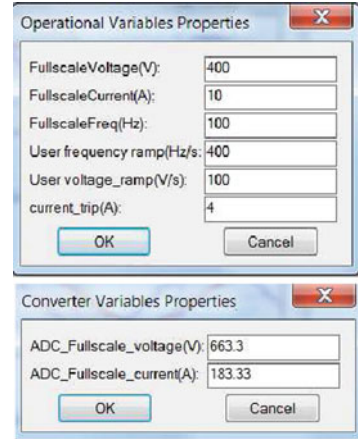 Operational Variables Properties
X
FullscaleVoltage(V): 400
FullscaleCurrent(A): 10
FullscaleFreq(Hz): 100
User frequency ramp(Hz/s: 400
User voltage_ramp(V/s): 100
current_trip(A): 4
OK Cancel
Converter Variables Properties
X
ADC_Fullscale_voltage(V): 663.3
ADC_Fullscale_current(A): 183.33
OK Cancel